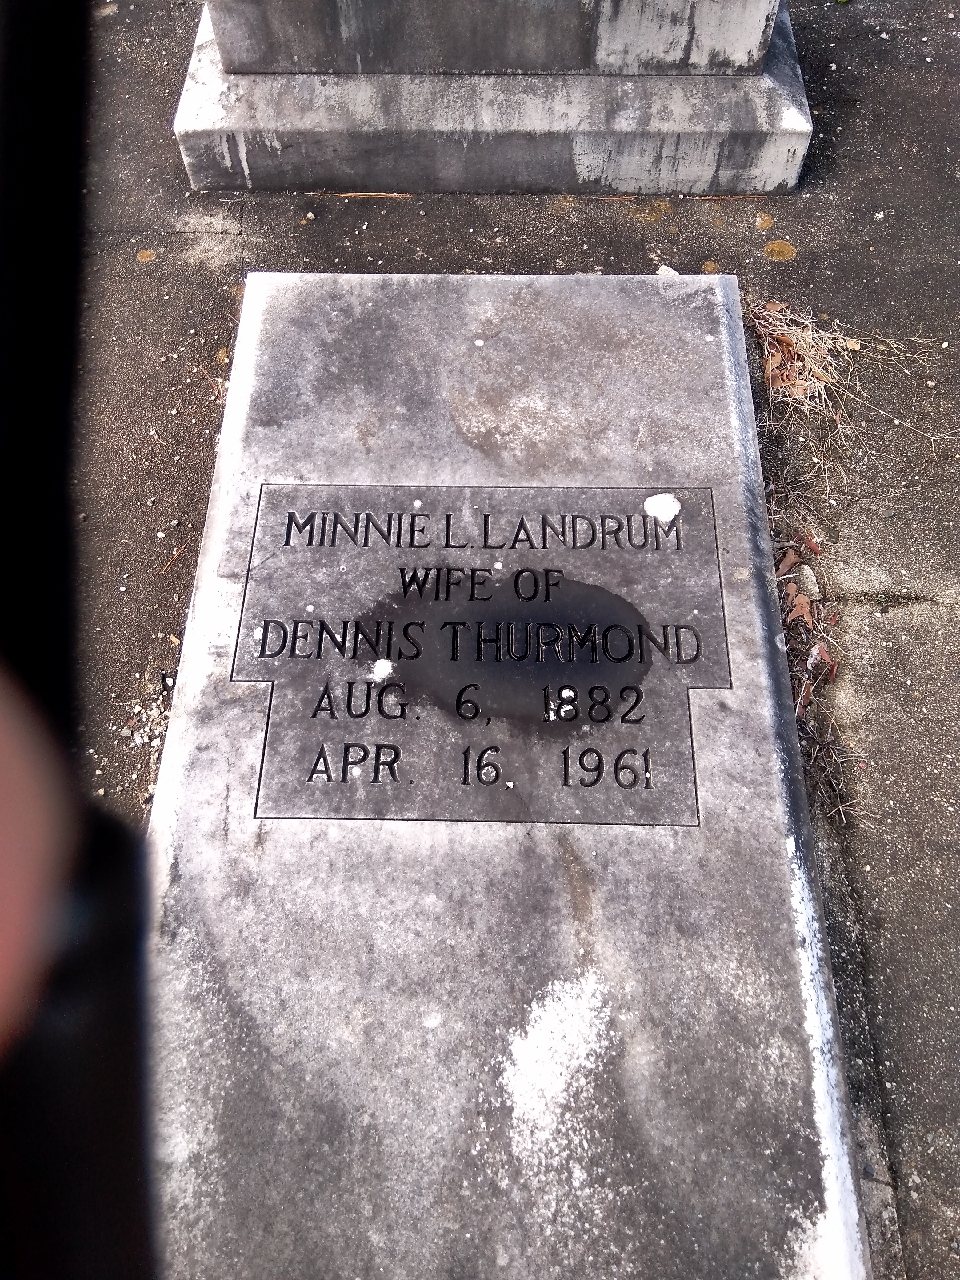 MINNIE L. LANDRUM
WIFE OF
DENNIS THURMOND
AUG. 6, 1882
APR. 16, 1961